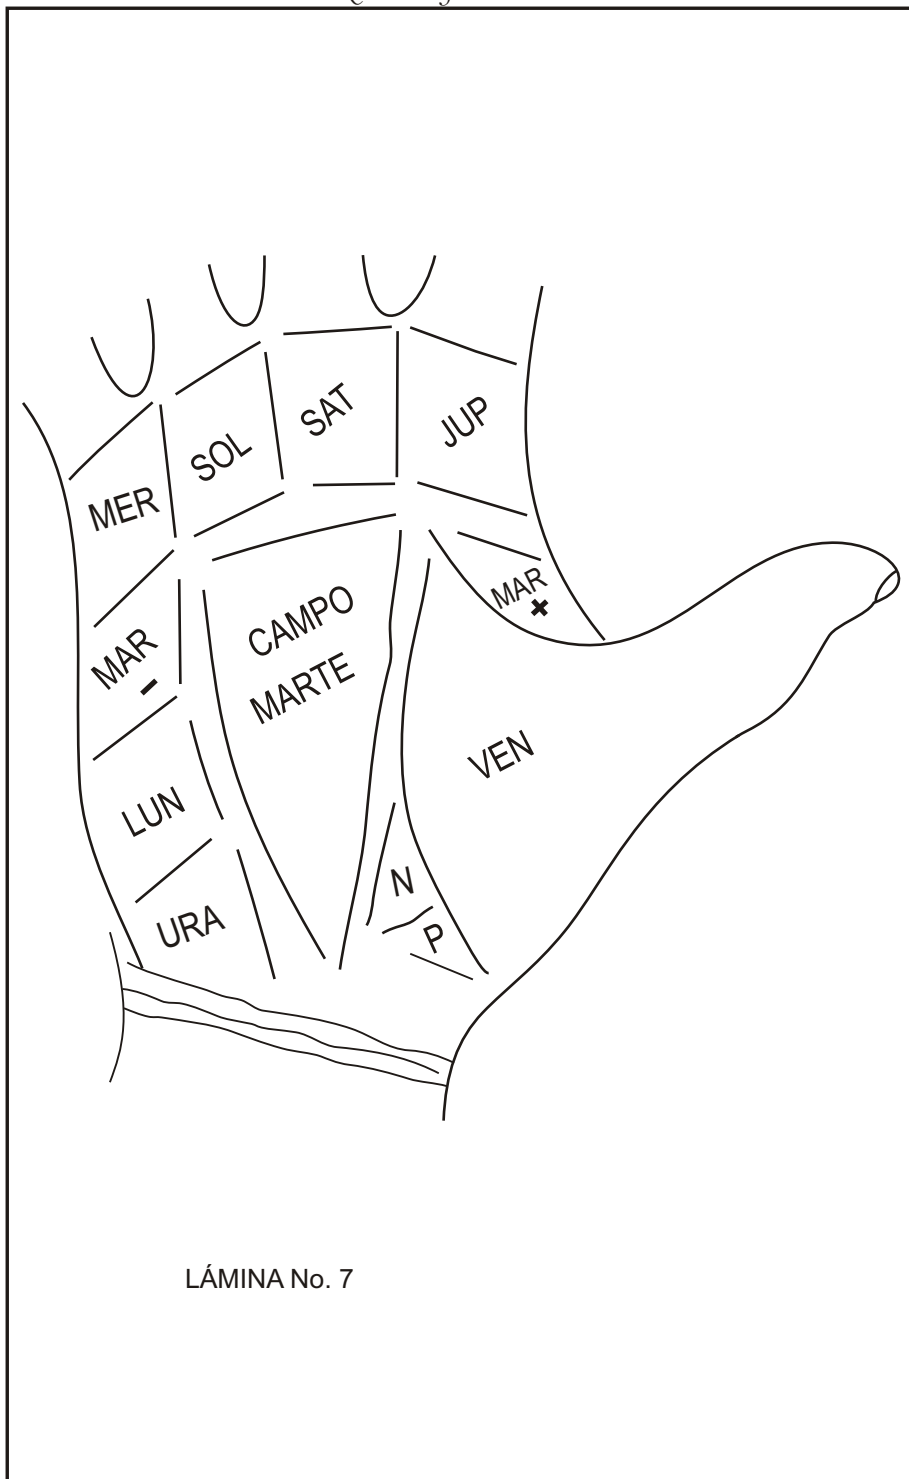 SAT
JUP
SOL
MER
MAR
+
CAMPO
MARTE
MAR
-
VEN
LUN
N
P
URA
LÁMINA No. 7